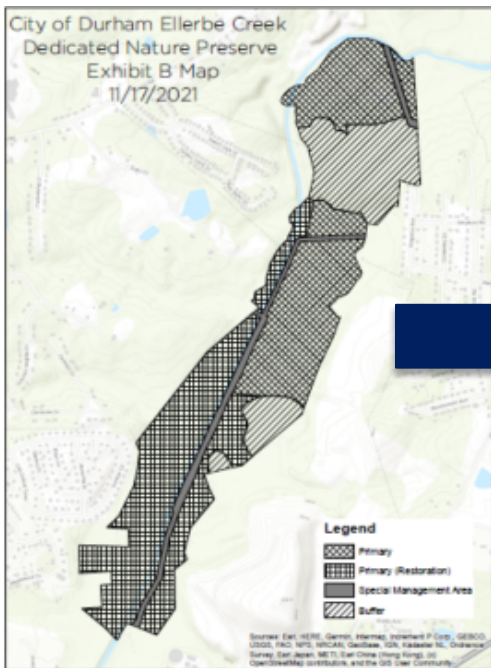 City of Durham Ellerbe Creek
Dedicated Nature Preserve
Exhibit B Map
11/17/2021
Legend
Primary
Primary (Restoration)
Special Management Area
Buffer
Sources: Esri, HERE, Garmin, Intermap, increment P Corp., GEBCO,
USGS, FAO, NPS, NRCAN, GeoBase, IGN, Kadaster NL, Ordnance
Survey, Esri Japan, METI, Esri China (Hong Kong), (c)
OpenStreetMap contributors, and the GIS User Community